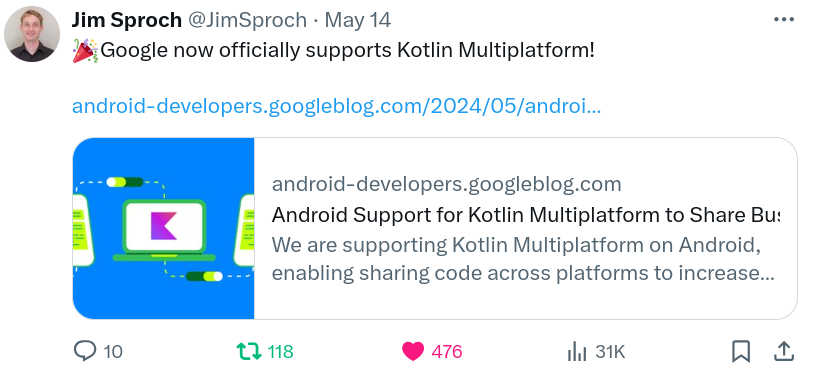 Jim Sproch @JimSproch · May 14
🎉Google now officially supports Kotlin Multiplatform!
android-developers.googleblog.com/2024/05/androi...
android-developers.googleblog.com
Android Support for Kotlin Multiplatform to Share Bus
We are supporting Kotlin Multiplatform on Android,
enabling sharing code across platforms to increase...
10 118 476 31K